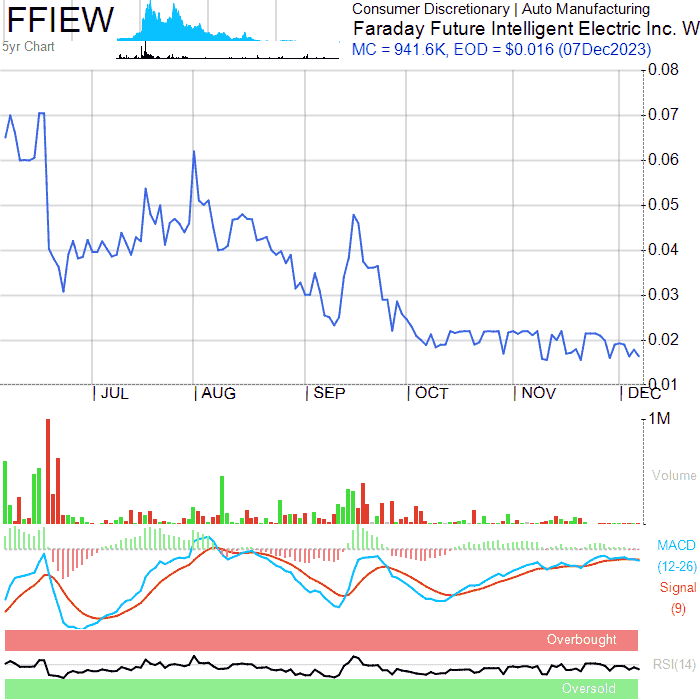 FFIEW
5yr Chart
Consumer Discretionary | Auto Manufacturing
Faraday Future Intelligent Electric Inc. W
MC = 941.6K, EOD = $0.016 (07Dec2023)
0.08
0.07
0.06
0.05
0.04
0.03
0.02
0.01
JUL
AUG
SEP
OCT
NOV
DEC
1M
Volume
MACD
(12-26)
Signal
(9)
Overbought
RSI(14)
Oversold